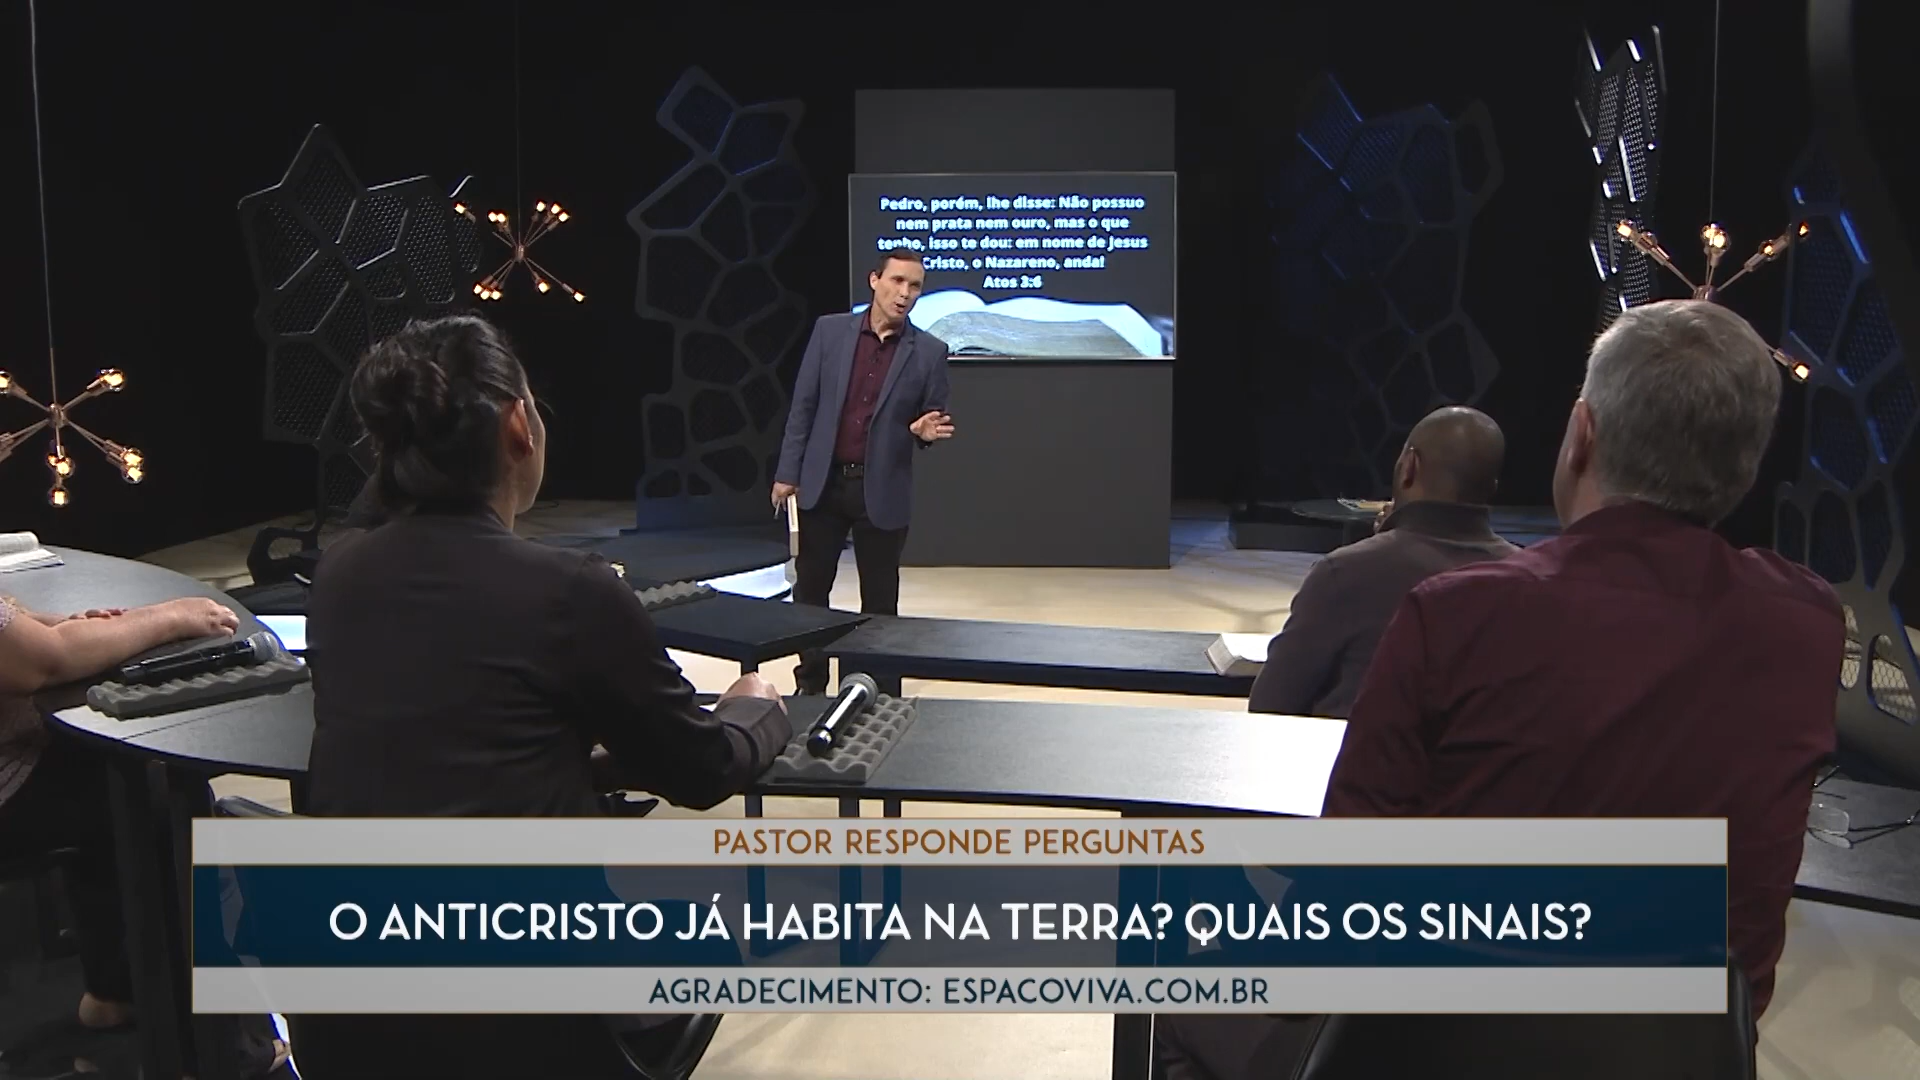 Pedro, porém, lhe disse: Não possuo
nem prata nem ouro, mas o que
tenho, isso te dou: em nome de Jesus
Cristo, o Nazareno, anda!
Atos 3:6
PASTOR RESPONDE PERGUNTAS
O ANTICRISTO JÁ HABITA NA TERRA? QUAIS OS SINAIS?
AGRADECIMENTO: ESPACOVIVA.COM.BR